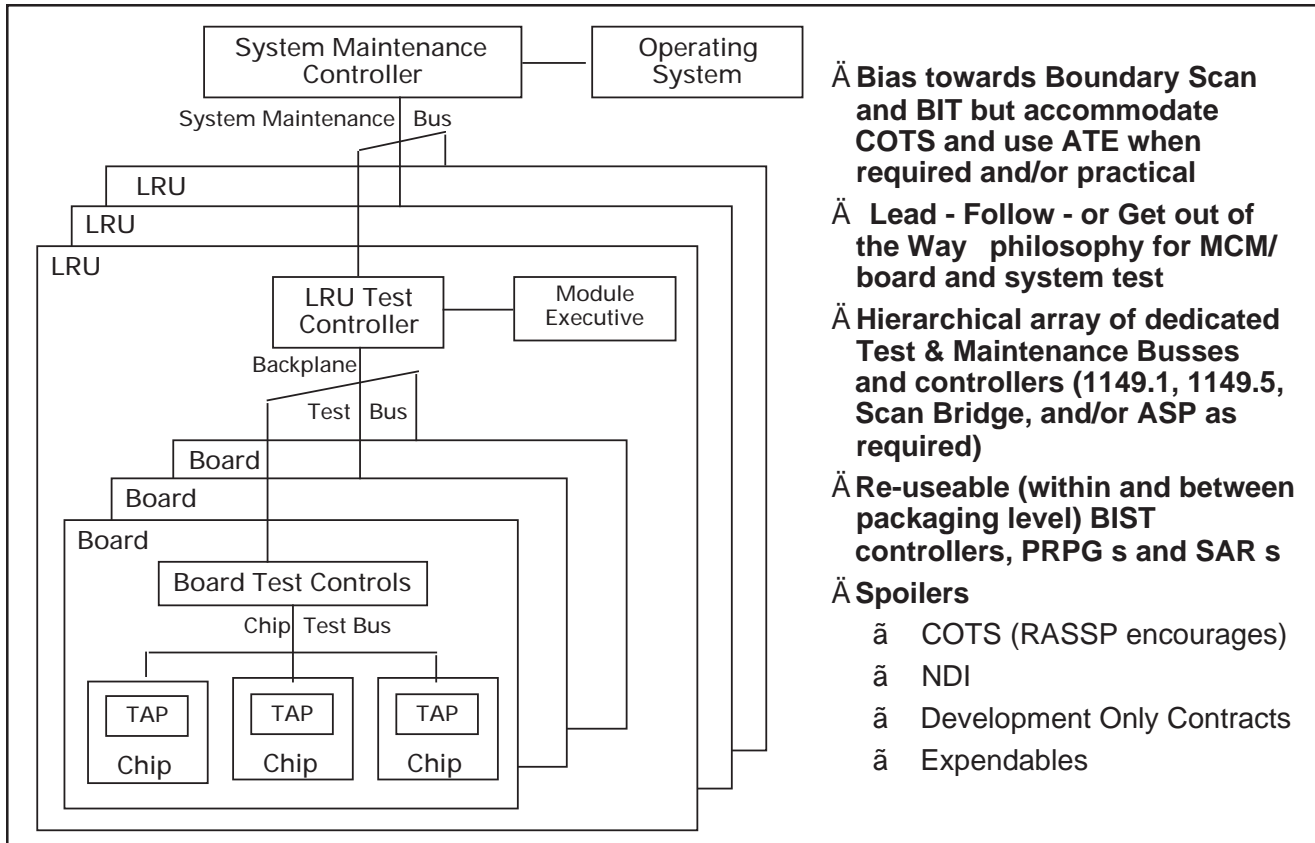 System Maintenance
Controller
Operating
System
System Maintenance Bus
LRU
LRU
LRU
LRU Test
Controller
Module
Executive
Backplane
Test Bus
Board
Board
Board
Board Test Controls
Chip Test Bus
TAP
TAP
TAP
Chip
Chip
Chip
Ä Bias towards Boundary Scan
and BIT but accommodate
COTS and use ATE when
required and/or practical
Ä Lead - Follow - or Get out of
the Way philosophy for MCM/
board and system test
Ä Hierarchical array of dedicated
Test & Maintenance Busses
and controllers (1149.1, 1149.5,
Scan Bridge, and/or ASP as
required)
Ä Re-useable (within and between
packaging level) BIST
controllers, PRPG s and SAR s
Ä Spoilers
ã COTS (RASSP encourages)
ã NDI
ã Development Only Contracts
ã Expendables